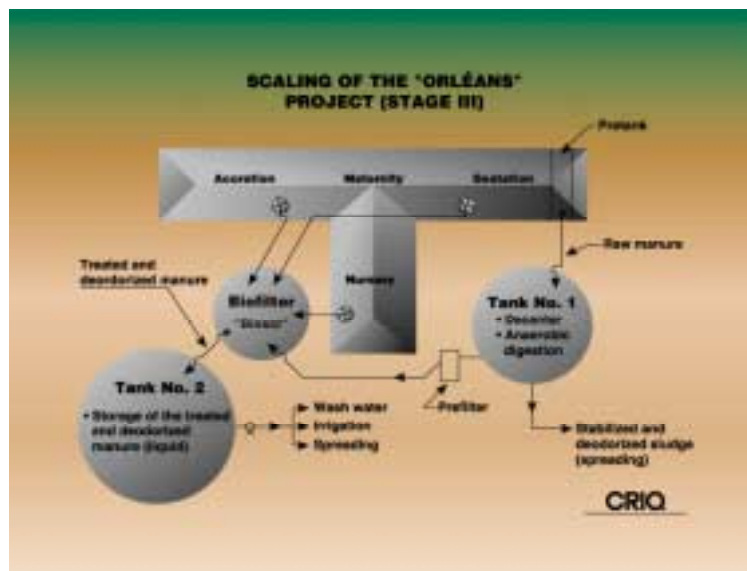 SCALING OF THE "ORLÉANS"
PROJECT (STAGE III)
Pretank
Accretion
Maternity
Gestation
Raw manure
Treated and
deodorized manure
Nursery
Biofilter
Tank No. 1
• Decanter
• Anaerobic
digestion
Tank No. 2
• Storage of the treated
and deodorized
manure (liquid)
Wash water
Irrigation
Spreading
Prefilter
Stabilized and
deodorized sludge
(spreading)
CRIQ